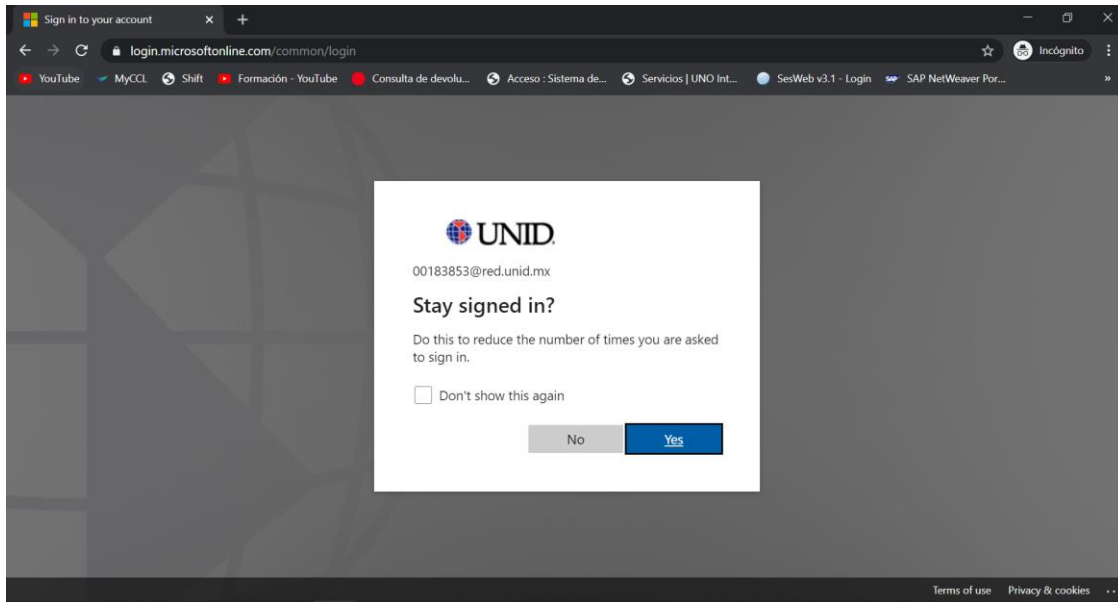 Sign in to your account
login.microsoftonline.com/common/login
Incógnito
YouTube MyCCL Shift Formación - YouTube Consulta de devolu... Acceso : Sistema de... Servicios | UNO Int... SesWeb v3.1 - Login SAP NetWeaver Por... »
UNID
00183853@red.unid.mx
Stay signed in?
Do this to reduce the number of times you are asked
to sign in.
Don't show this again
No Yes
Terms of use Privacy & cookies